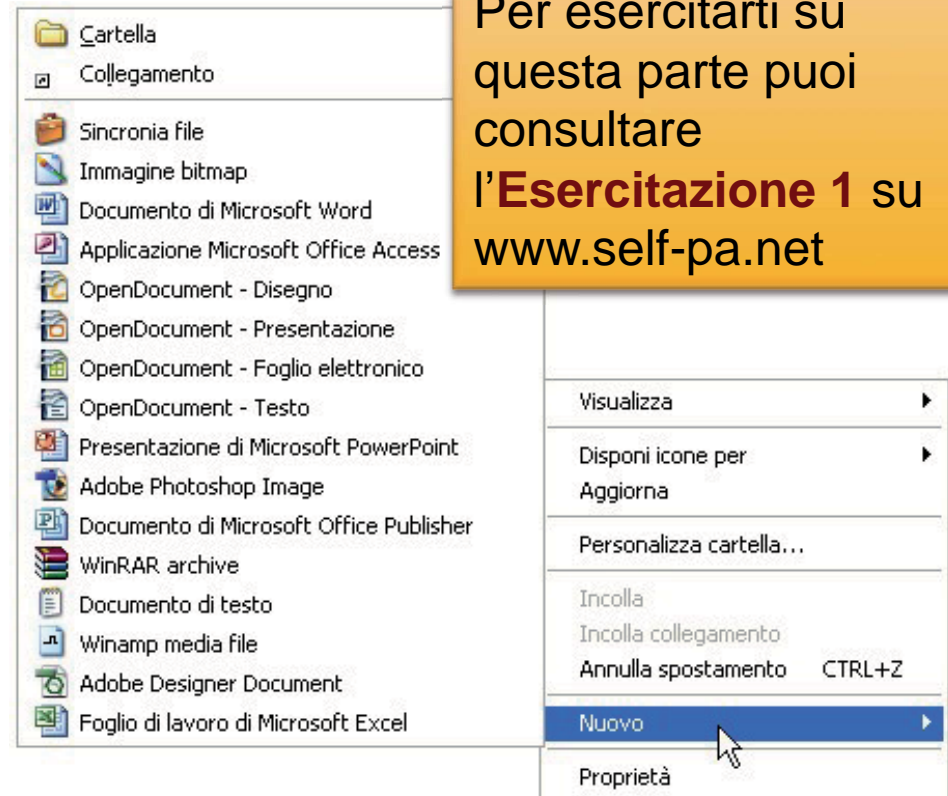 Cartella
Collegamento
Sincronia file
Immagine bitmap
Documento di Microsoft Word
Applicazione Microsoft Office Access
OpenDocument - Disegno
OpenDocument - Presentazione
OpenDocument - Foglio elettronico
OpenDocument - Testo
Presentazione di Microsoft PowerPoint
Adobe Photoshop Image
Documento di Microsoft Office Publisher
WinRAR archive
Documento di testo
Winamp media file
Adobe Designer Document
Foglio di lavoro di Microsoft Excel
Per esercitarti su
questa parte puoi
consultare
l’Esercitazione 1 su
www.self-pa.net
Visualizza
Disponi icone per
Aggiorna
Personalizza cartella...
Incolla
Incolla collegamento
Annulla spostamento CTRL+Z
Nuovo
Proprietà